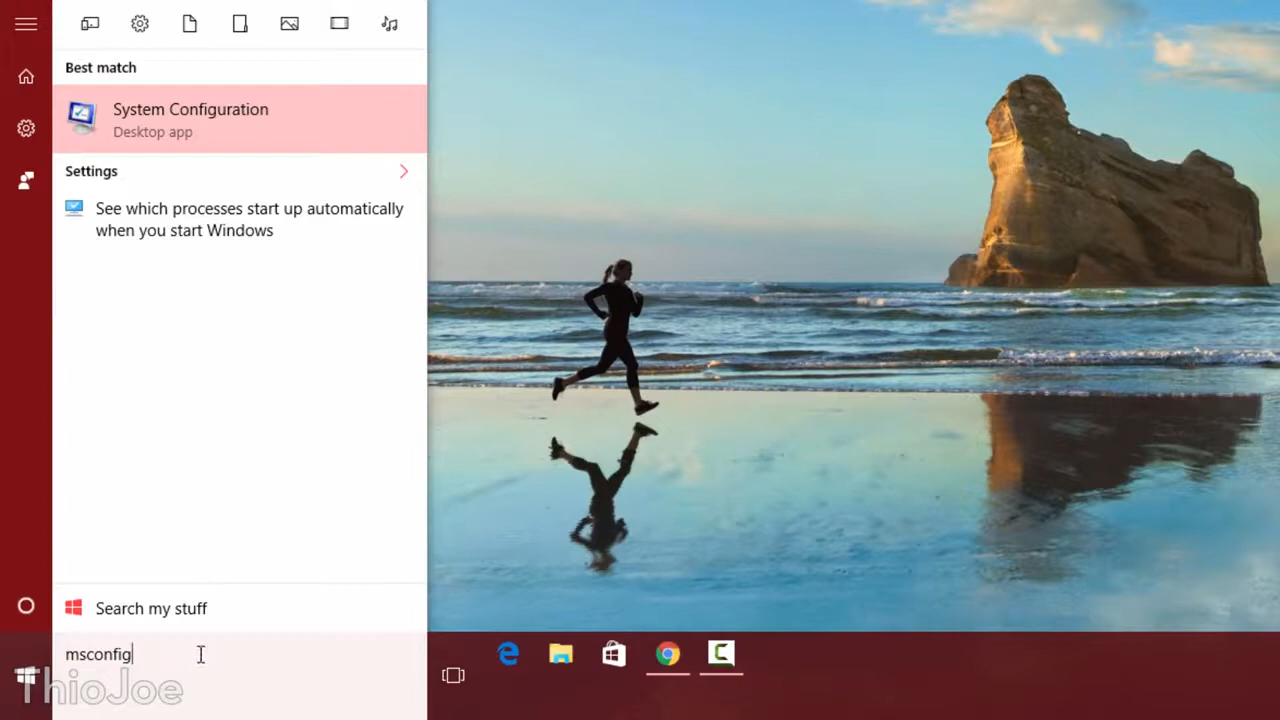 Best match
System Configuration
Desktop app
Settings
See which processes start up automatically
when you start Windows
Search my stuff
msconfig
ThioJoe